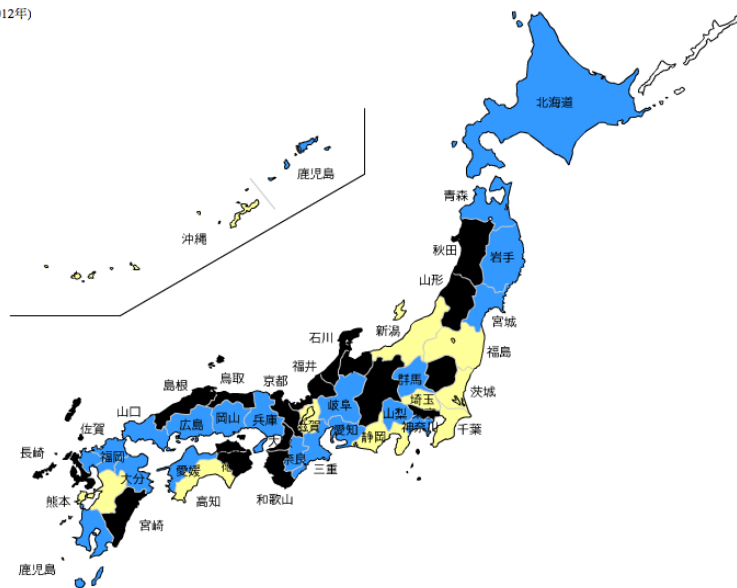 012年)
北海道
鹿児島
青森
沖縄
秋田
岩手
山形
宮城
新潟
石川
福島
福井
群馬
鳥取
京都
島根
茨城
埼玉
岐阜
山梨
山口
岡山
兵庫
広島
滋賀
佐賀
愛知
神奈川
静岡
千葉
長崎
福岡
奈良
三重
愛媛
大分
熊本
高知
和歌山
宮崎
鹿児島